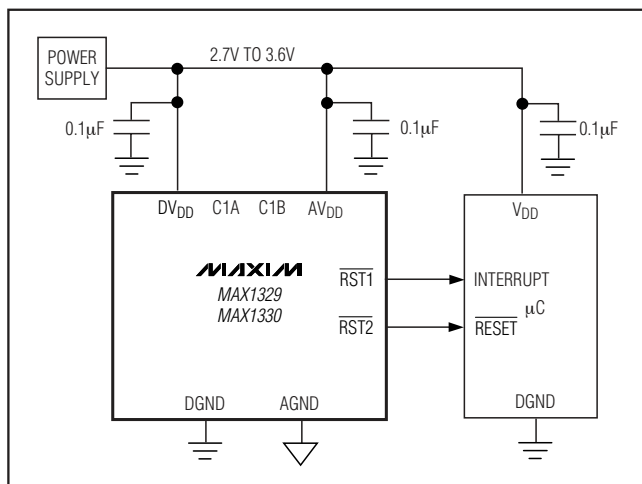 POWER
SUPPLY
2.7V TO 3.6V
0.1µF
0.1µF
0.1µF
DVDD C1A C1B AVDD
VDD
MAXIM
MAX1329
MAX1330
RST1
RST2
INTERRUPT
µC
RESET
DGND AGND
DGND